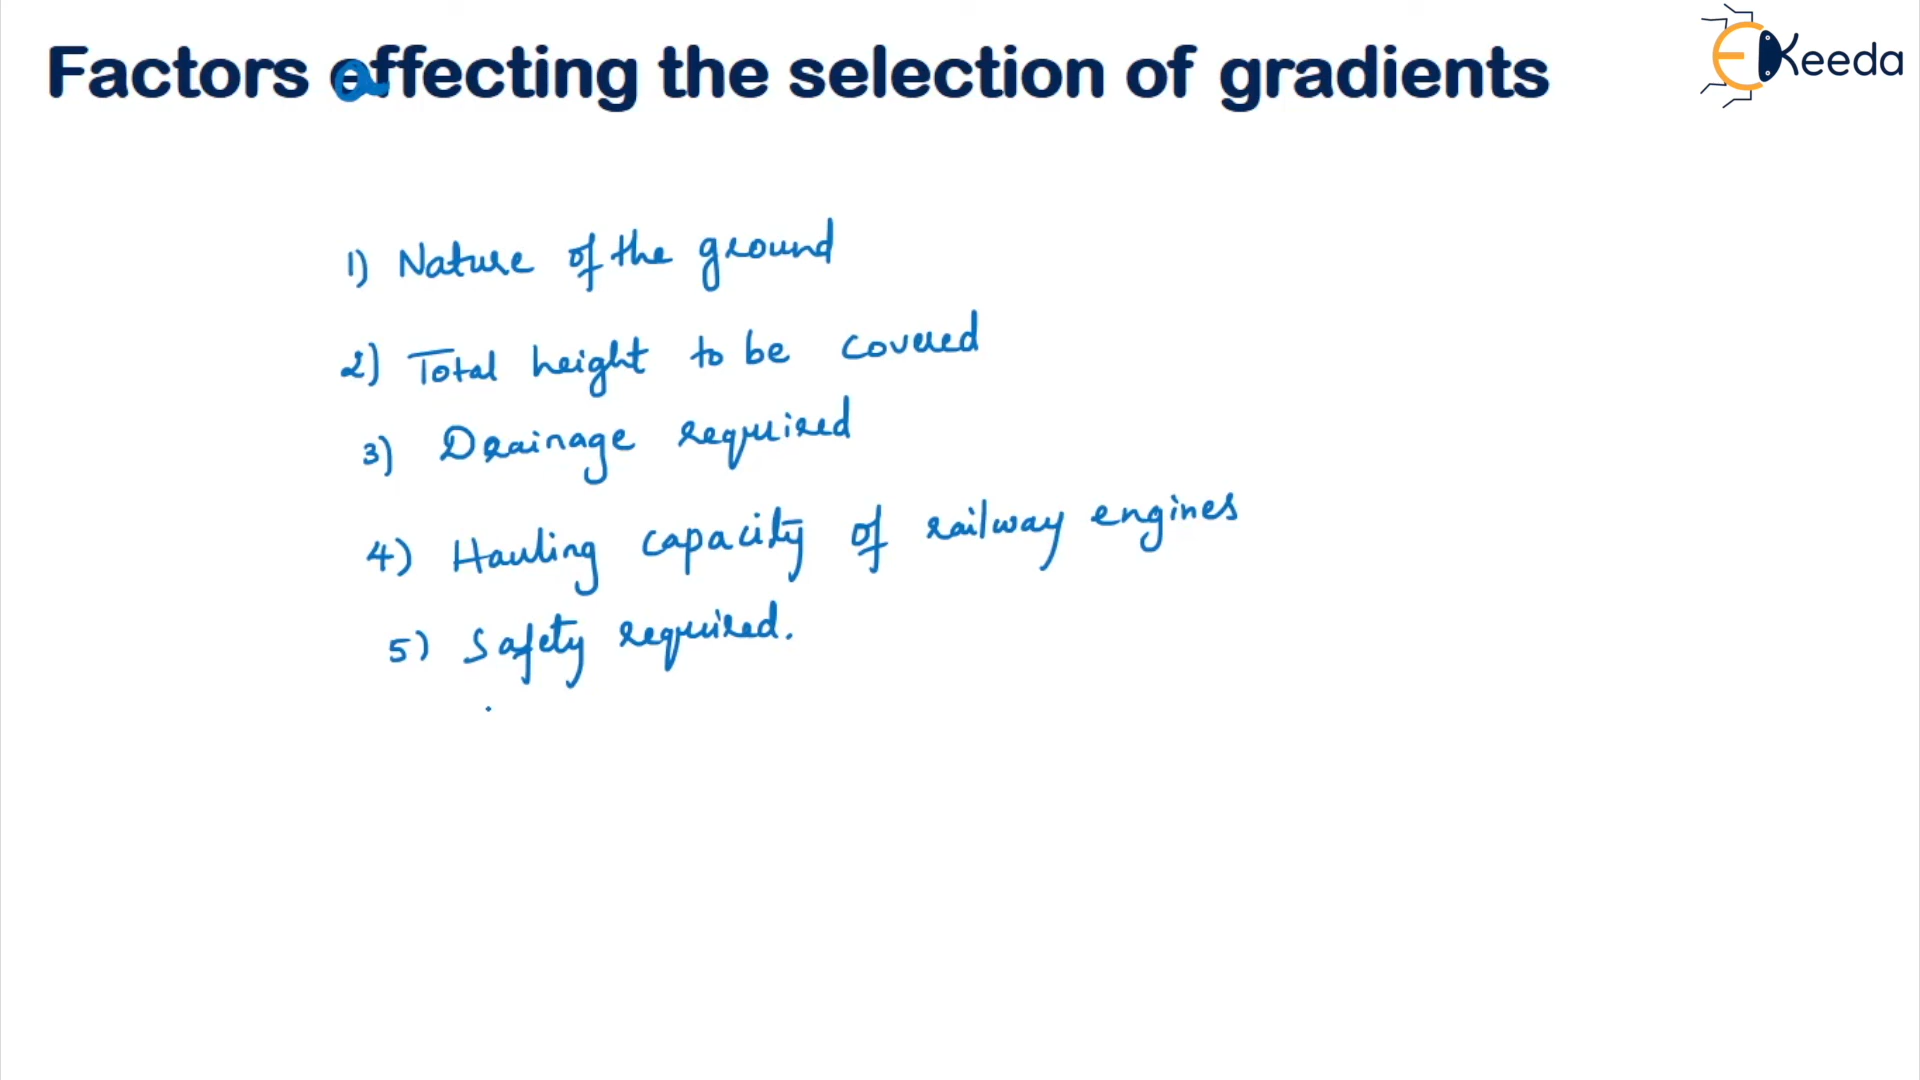 Factors affecting the selection of gradients
EKeeda
1) Nature of the ground
2) Total height to be covered
3) Drainage required
4) Hauling capacity of railway engines
5) Safety required.